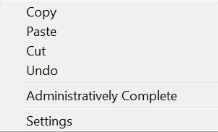 Copy
Paste
Cut
Undo
Administratively Complete
Settings